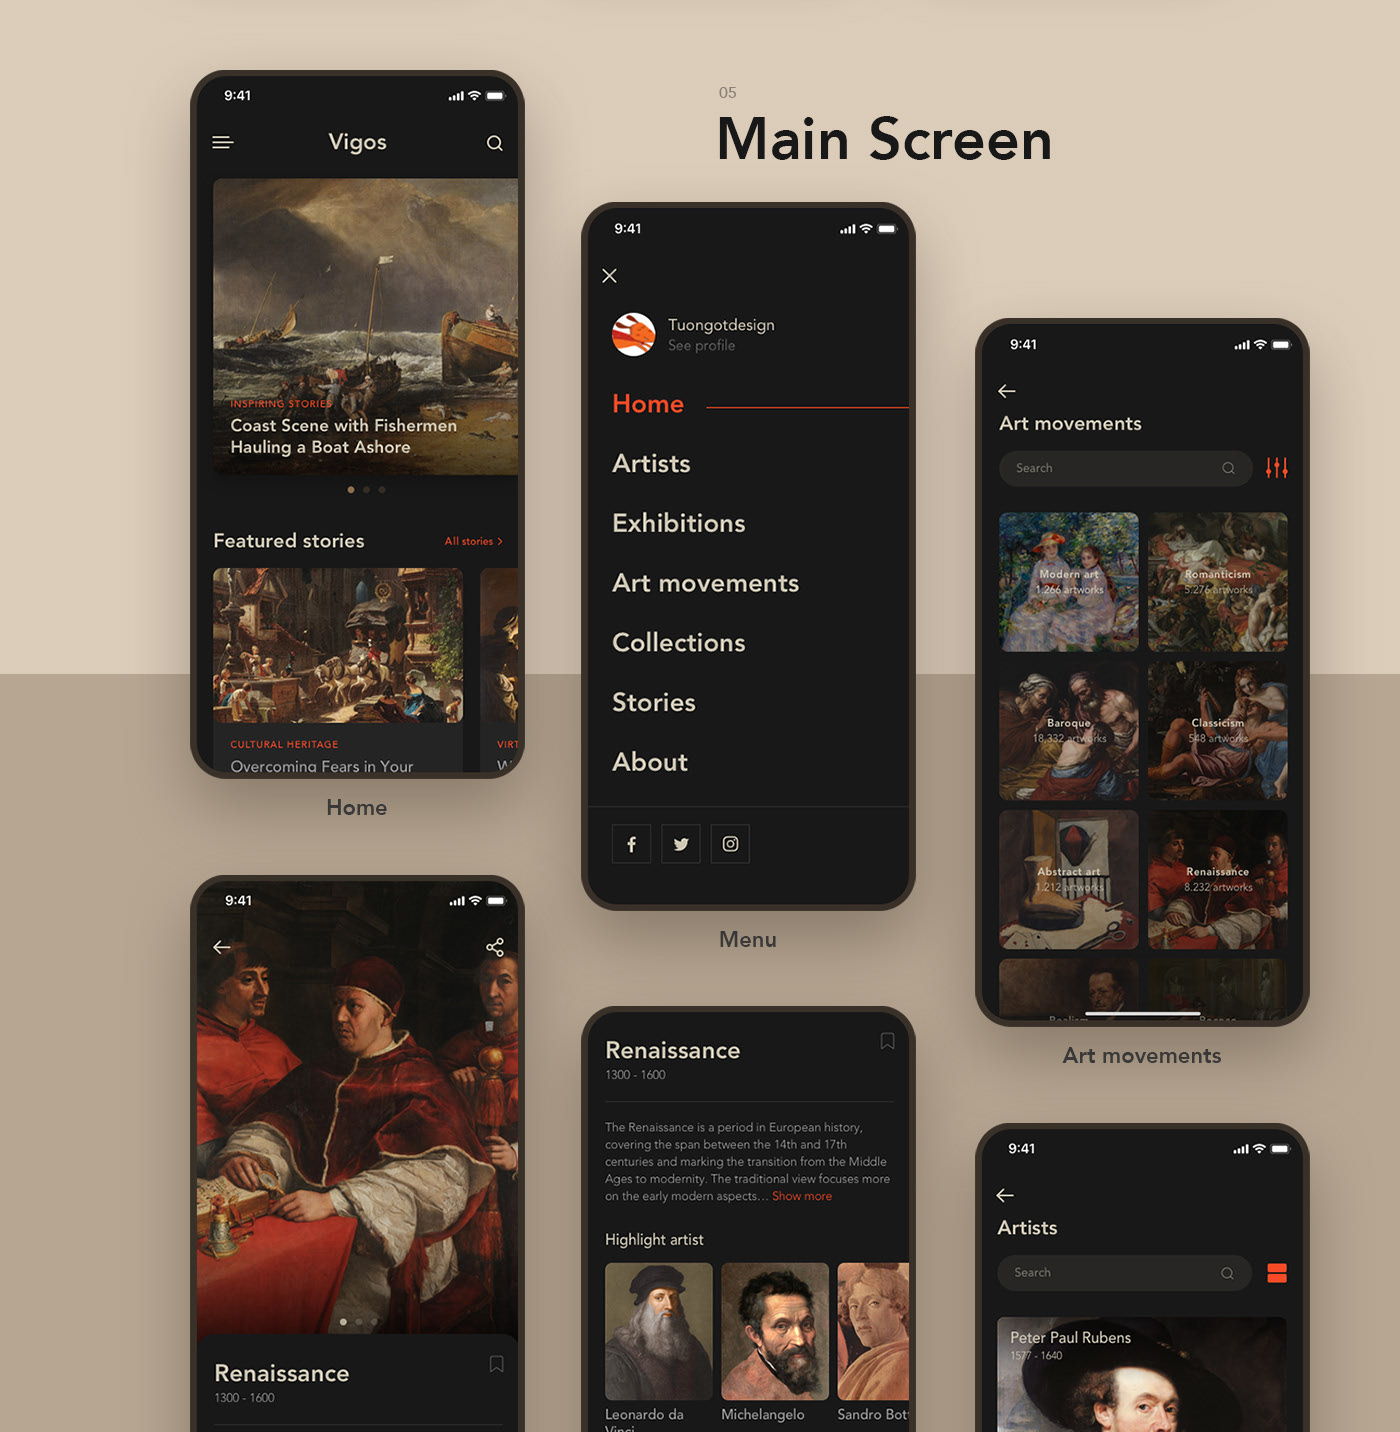 05
Main Screen
9:41
Vigos
INSPIRING STORIES
Coast Scene with Fishermen
Hauling a Boat Ashore
Featured stories
All stories
CULTURAL HERITAGE
VIRT
Overcoming Fears in Your
Home
9:41
Tuongotdesign
See profile
Home
Artists
Exhibitions
Art movements
Collections
Stories
About
Menu
9:41
Art movements
Search
Modern art
1.266 artworks
Romanticism
5.276 artworks
Baroque
18.332 artworks
Classicism
548 artworks
Abstract art
1.212 artworks
Renaissance
8.232 artworks
Realism
Rococo
Art movements
9:41
Renaissance
1300 - 1600
Renaissance
1300 - 1600
The Renaissance is a period in European history,
covering the span between the 14th and 17th
centuries and marking the transition from the Middle
Ages to modernity. The traditional view focuses more
on the early modern aspects... Show more
Highlight artist
Leonardo da
Vinci
Michelangelo
Sandro Bott
9:41
Artists
Search
Peter Paul Rubens
1577 - 1640